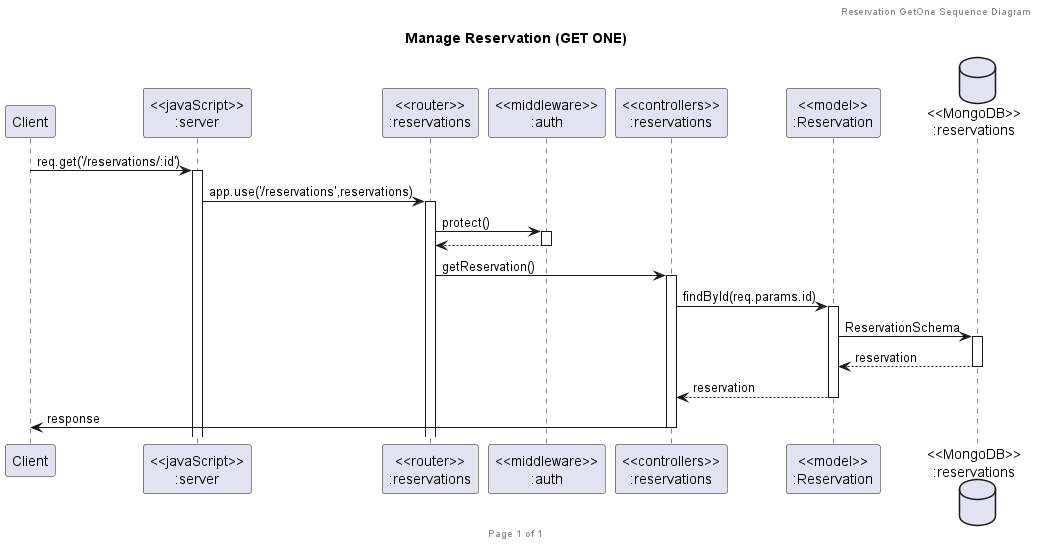 Reservation GetOne Sequence Diagram
Manage Reservation (GET ONE)
Client
<<javaScript>>
:server
<<router>>
:reservations
<<middleware>>
:auth
<<controllers>>
:reservations
<<model>>
:Reservation
<<MongoDB>>
:reservations
req.get('/reservations/:id')
app.use('/reservations',reservations)
protect()
getReservation()
findById(req.params.id)
ReservationSchema
reservation
reservation
response
Client
<<javaScript>>
:server
<<router>>
:reservations
<<middleware>>
:auth
<<controllers>>
:reservations
<<model>>
:Reservation
<<MongoDB>>
:reservations
Page 1 of 1